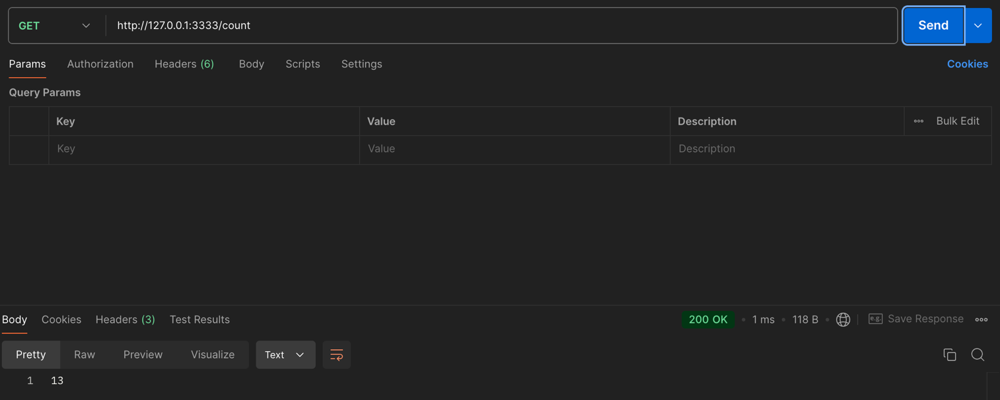 GET http://127.0.0.1:3333/count Send
Params Authorization Headers (6) Body Scripts Settings Cookies
Query Params
Key Value Description Bulk Edit
Key Value Description
Body Cookies Headers (3) Test Results 200 OK 1 ms 118 B e.g. Save Response
Pretty Raw Preview Visualize Text
1 13